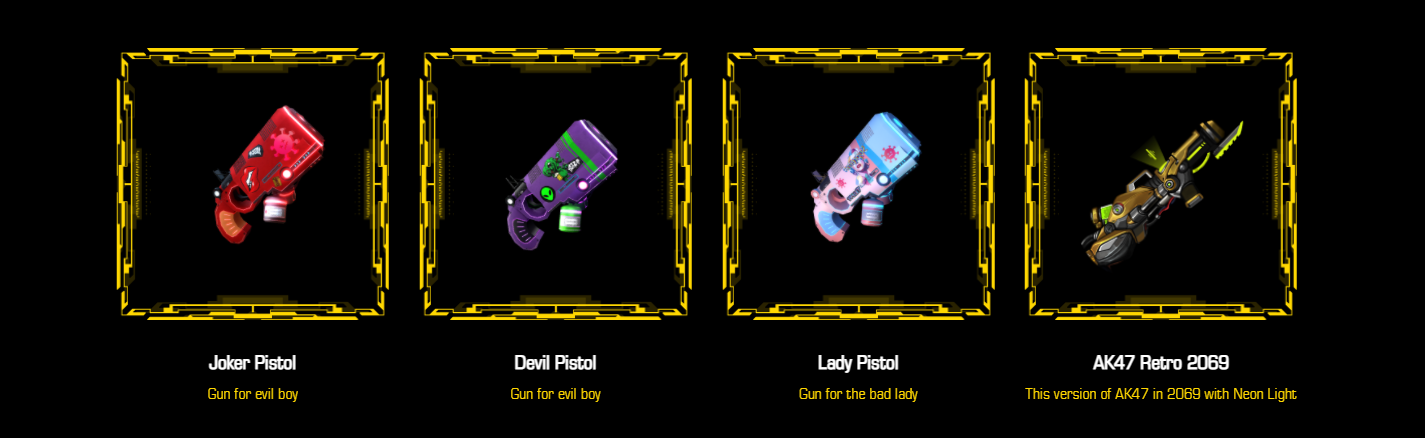 Joker Pistol
Gun for evil boy
Devil Pistol
Gun for evil boy
Lady Pistol
Gun for the bad lady
AK47 Retro 2069
This version of AK47 in 2069 with Neon Light